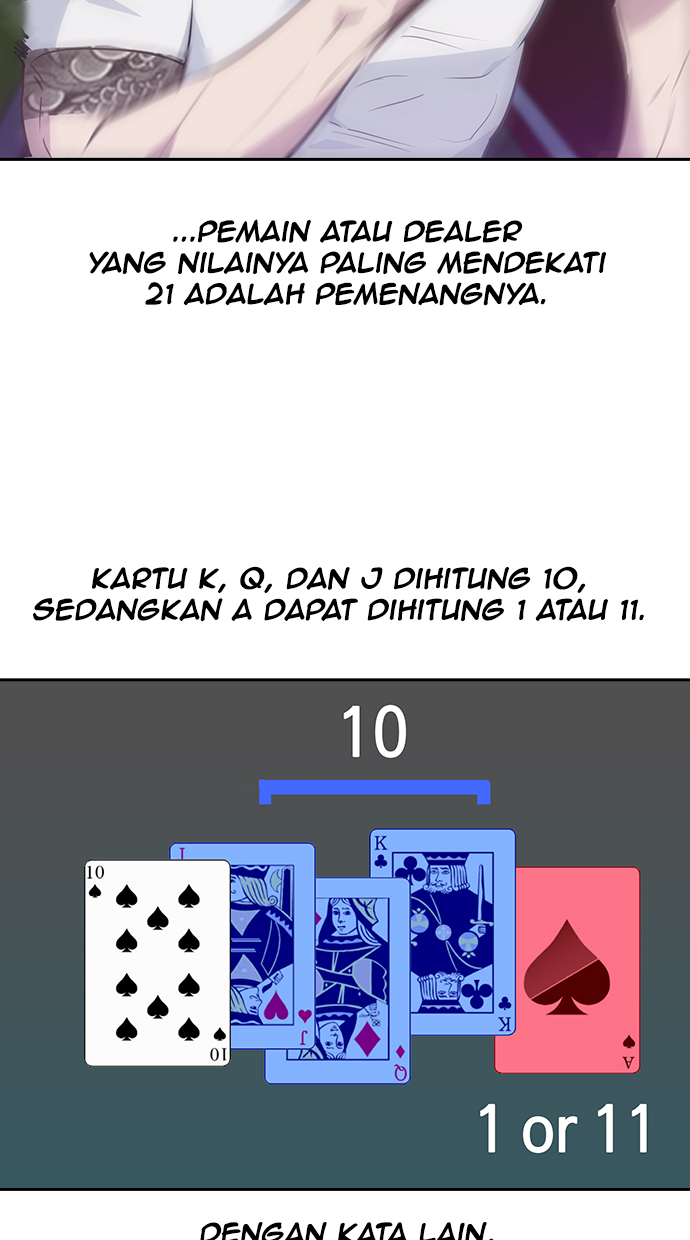 ...PEMAIN ATAU DEALER
YANG NILAINYA PALING MENDEKATI
21 ADALAH PEMENANGNYA.
KARTU K, Q, DAN J DIHITUNG 10,
SEDANGKAN A DAPAT DIHITUNG 1 ATAU 11.
10
10
J
K
10
J
Q
K
A
1 or 11
DENGAN KATA LAIN,